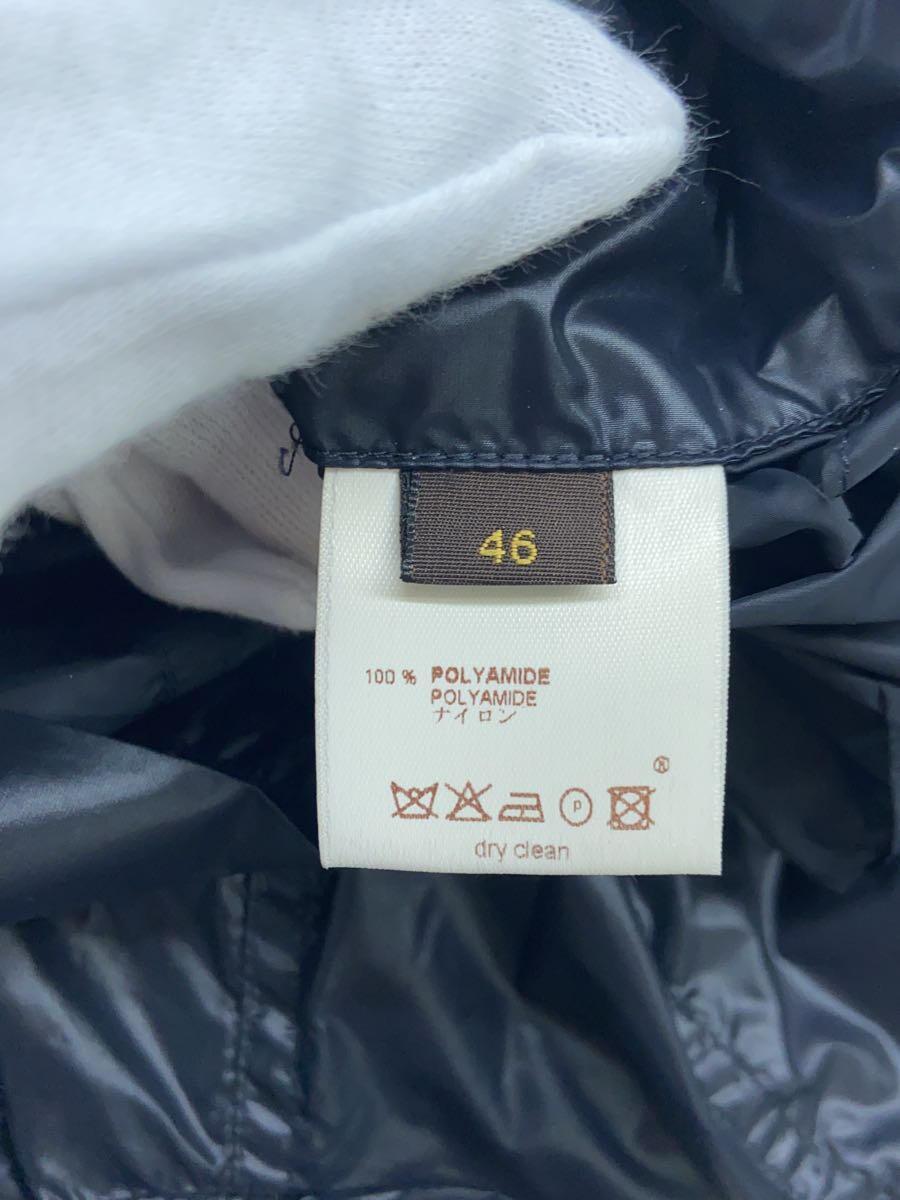 46
100 % POLYAMIDE
POLYAMIDE
ナイロン
®
P
dry clean